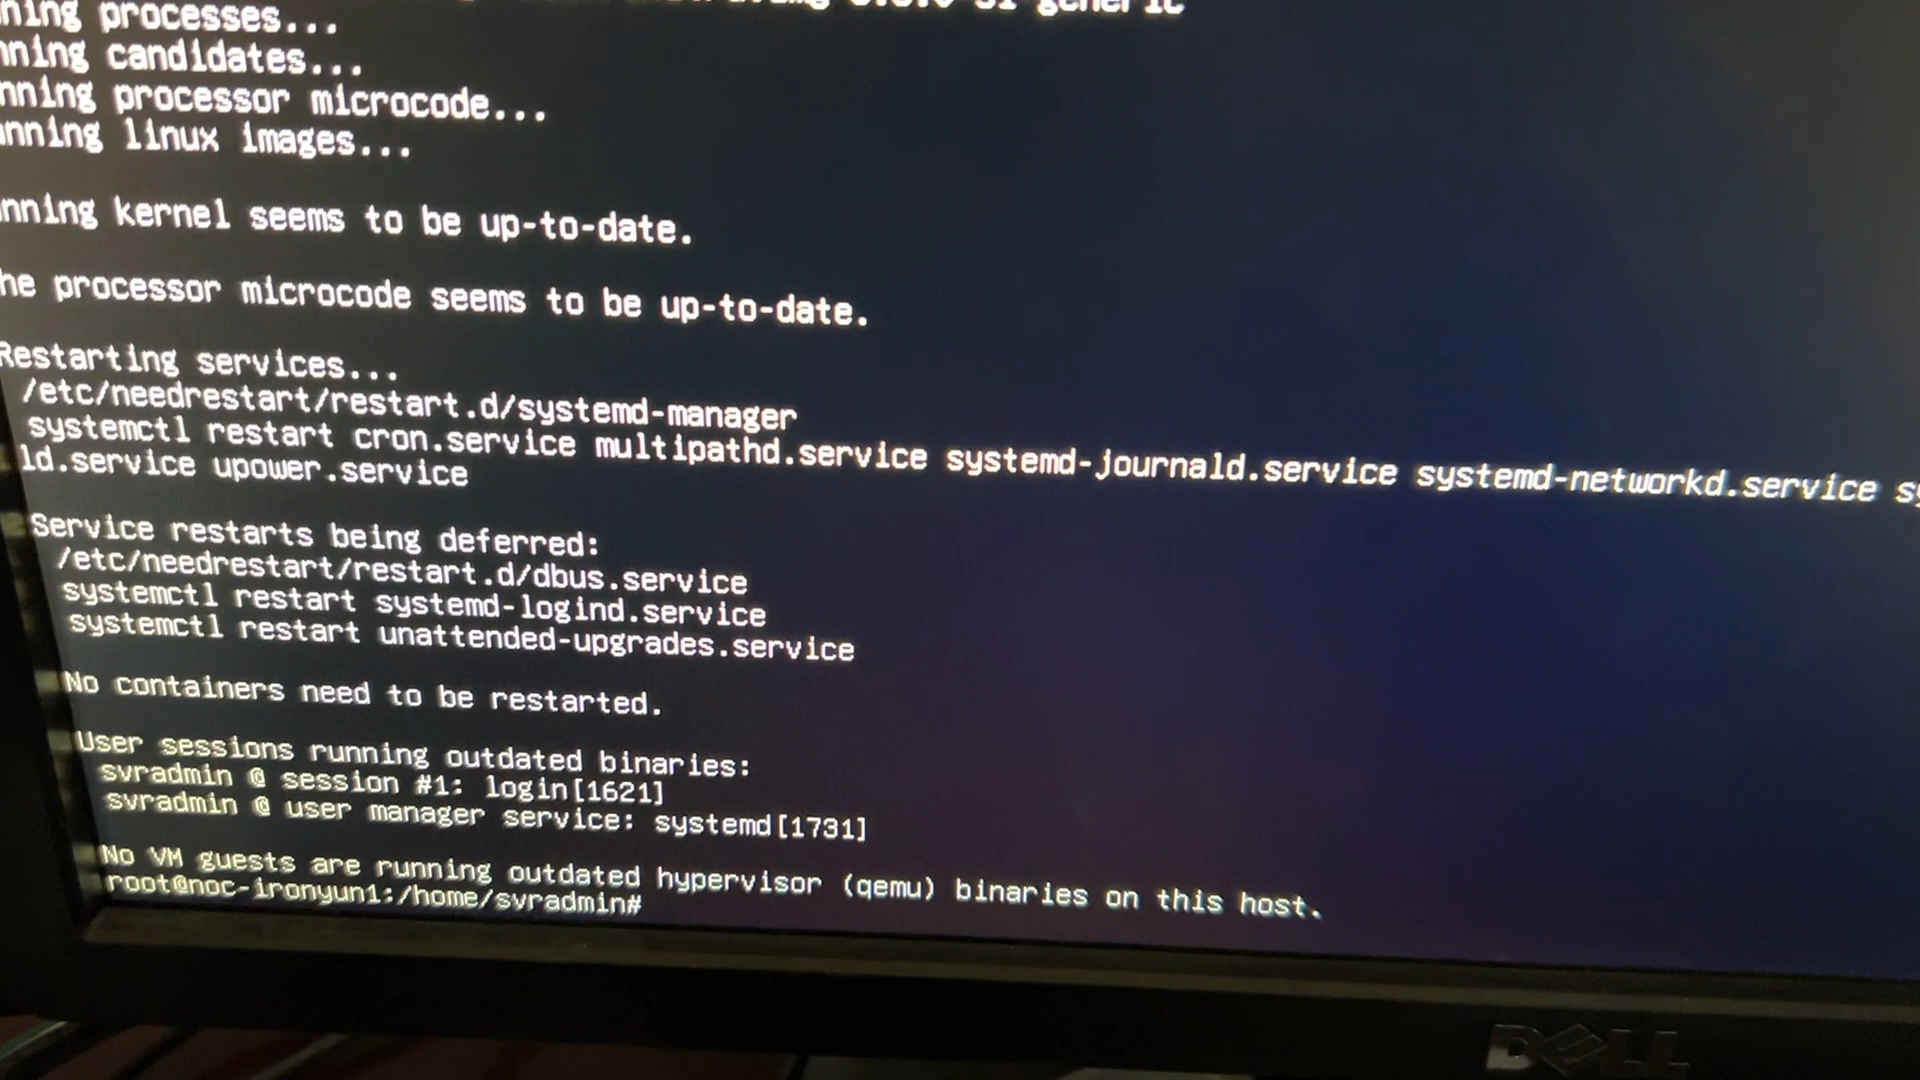 ning processes...
nning candidates...
nning processor microcode...
anning linux images...
nning kernel seems to be up-to-date.
he processor microcode seems to be up-to-date.
Restarting services...
/etc/needrestart/restart.d/systemd-manager
systemctl restart cron.service multipathd.service systemd-journald.service systemd-networkd.service sy
ld.service upower.service
Service restarts being deferred:
/etc/needrestart/restart.d/dbus.service
systemctl restart systemd-logind.service
systemctl restart unattended-upgrades.service
No containers need to be restarted.
User sessions running outdated binaries:
svradmin @ session #1: login[1621]
svradmin @ user manager service: systemd[1731]
No VM guests are running outdated hypervisor (qemu) binaries on this host.
root@noc-ironyun1:/home/svradmin#
DELL